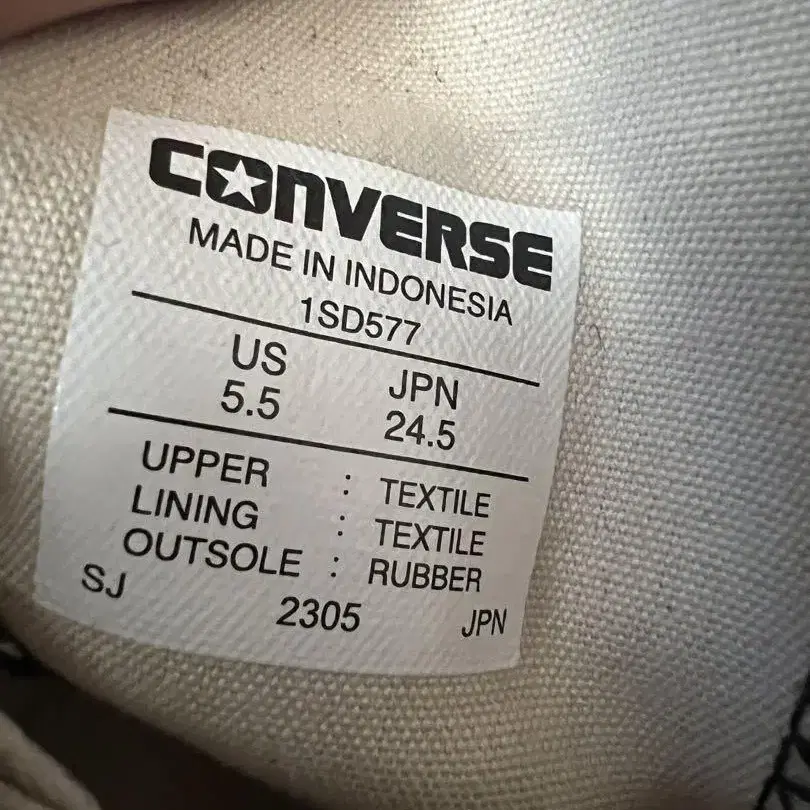 CONVERSE
MADE IN INDONESIA
1SD577
US JPN
5.5 24.5
UPPER : TEXTILE
LINING : TEXTILE
OUTSOLE : RUBBER
SJ 2305 JPN